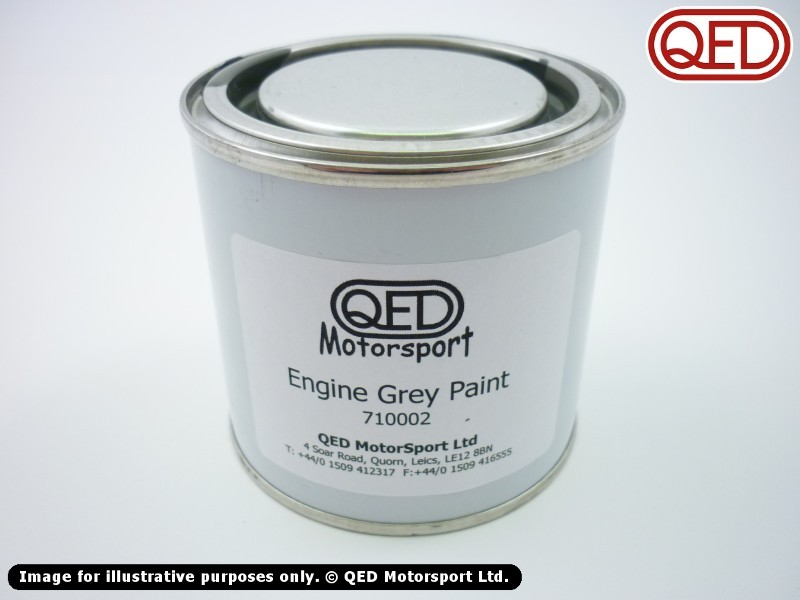 QED
QED
Motorsport
Engine Grey Paint
710002 -
QED MotorSport Ltd
4 Soar Road, Quorn, Leics, LE12 8BN
T: +44/0 1509 412317 F:+44/0 1509 416555
Image for illustrative purposes only. © QED Motorsport Ltd.